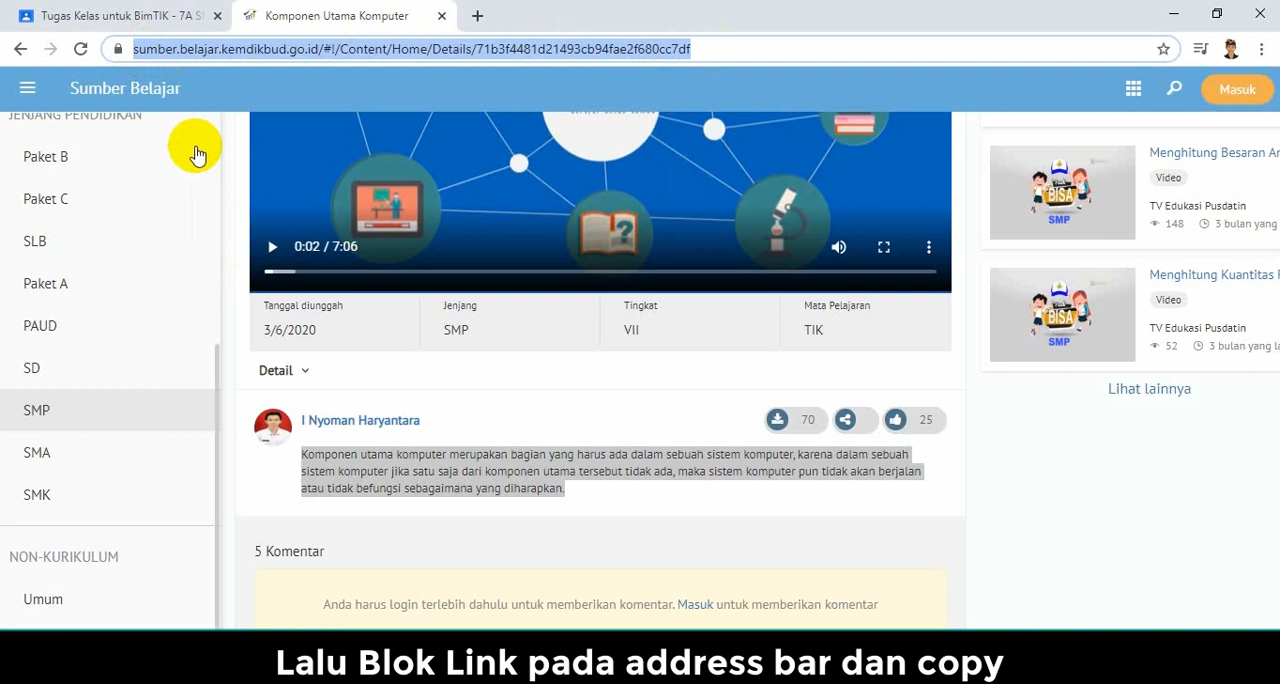 Tugas Kelas untuk BimTIK - 7A S
Komponen Utama Komputer
sumber.belajar.kemdikbud.go.id/#!/Content/Home/Details/71b3f4481d21493cb94fae2f680cc7df
Sumber Belajar
Masuk
JENJANG PENDIDIKAN
Paket B
Paket C
SLB
Paket A
PAUD
SD
SMP
SMA
SMK
NON-KURIKULUM
Umum
0:02 / 7:06
Tanggal diunggah
Jenjang
Tingkat
Mata Pelajaran
3/6/2020
SMP
VII
TIK
Detail
I Nyoman Haryantara
70
25
Komponen utama komputer merupakan bagian yang harus ada dalam sebuah sistem komputer, karena dalam sebuah
sistem komputer jika satu saja dari komponen utama tersebut tidak ada, maka sistem komputer pun tidak akan berjalan
atau tidak befungsi sebagaimana yang diharapkan.
5 Komentar
Anda harus login terlebih dahulu untuk memberikan komentar. Masuk untuk memberikan komentar
Menghitung Besaran
Video
TV Edukasi Pusdatin
148
3 bulan yang
BISA
SMP
Menghitung Kuantitas
Video
TV Edukasi Pusdatin
52
3 bulan yang
BISA
SMP
Lihat lainnya
Lalu Blok Link pada address bar dan copy